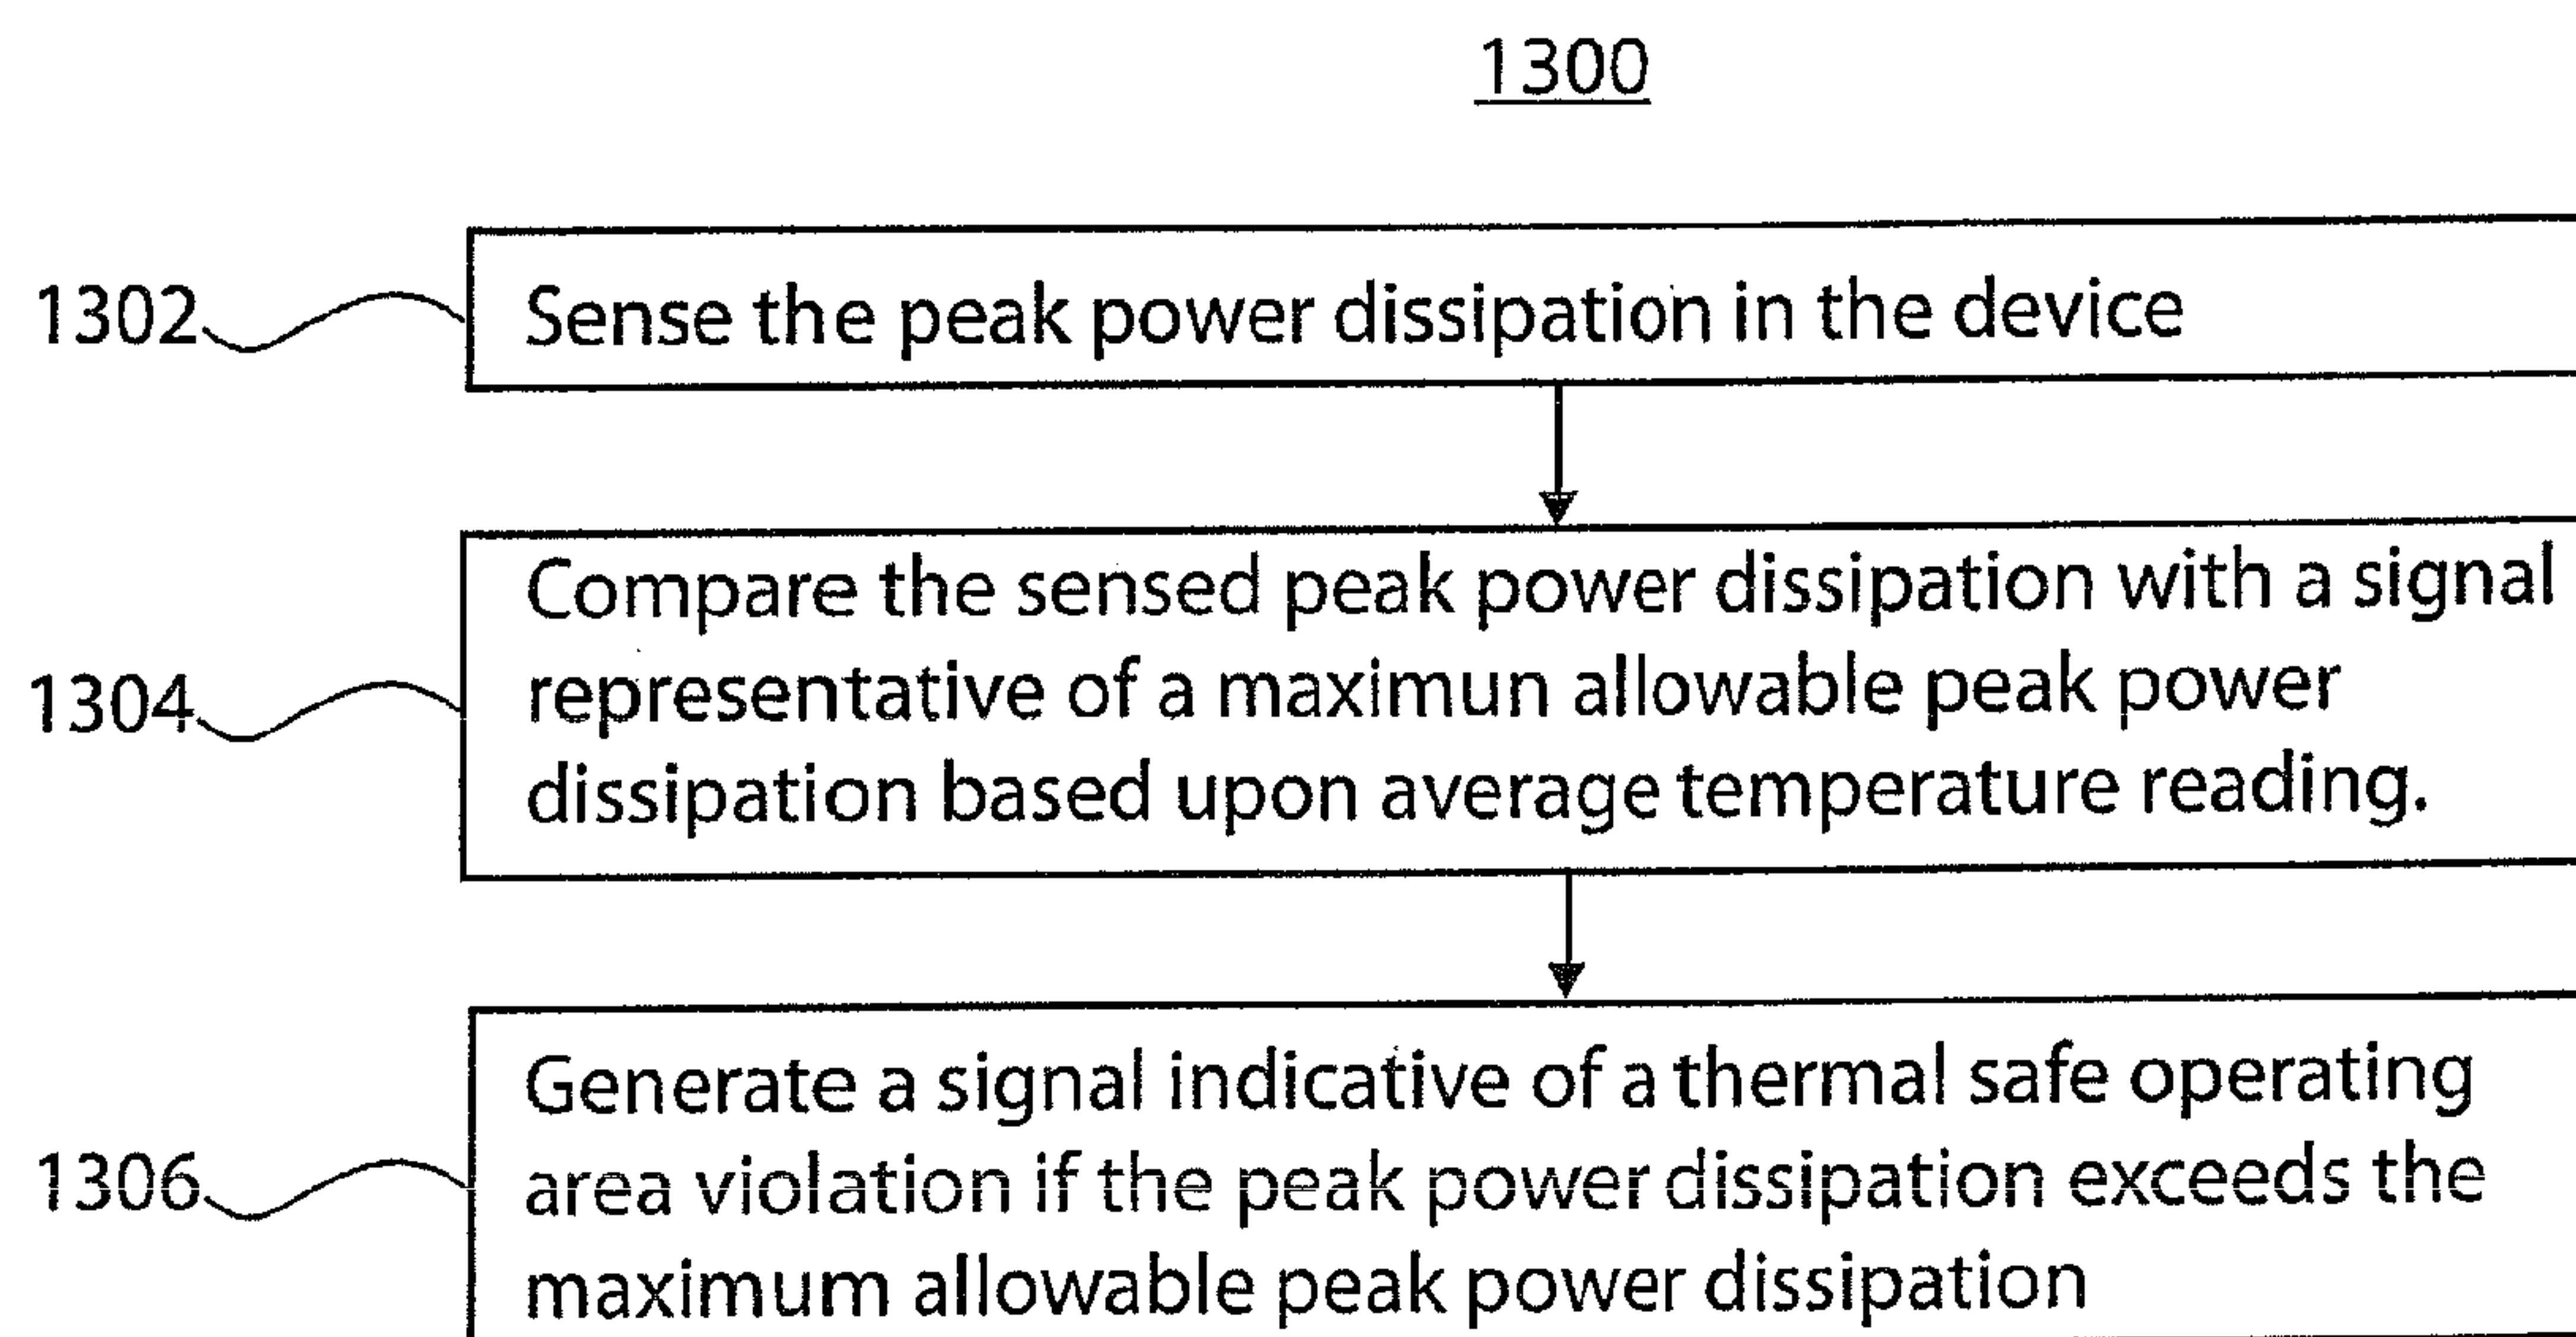 1300
1302
Sense the peak power dissipation in the device
1304
Compare the sensed peak power dissipation with a signal
representative of a maximun allowable peak power
dissipation based upon average temperature reading.
1306
Generate a signal indicative of a thermal safe operating
area violation if the peak power dissipation exceeds the
maximum allowable peak power dissipation